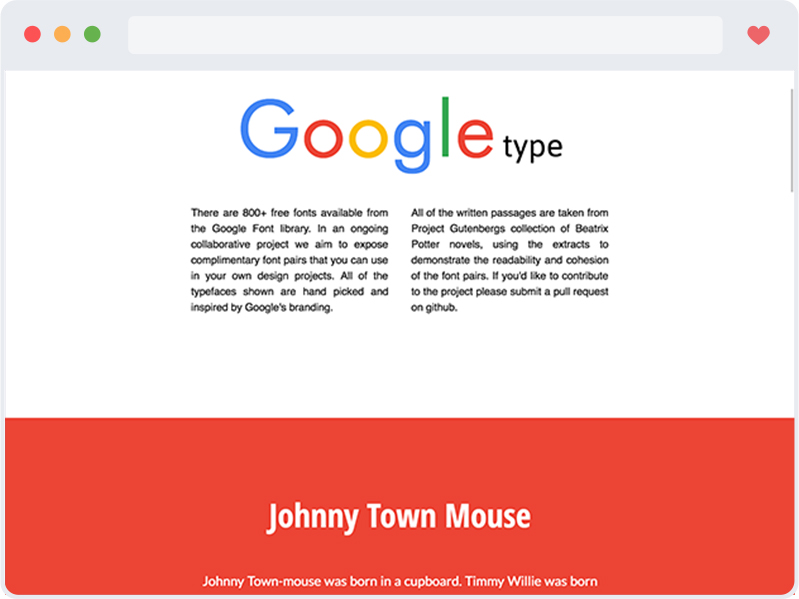 Google type
There are 800+ free fonts available from
the Google Font library. In an ongoing
collaborative project we aim to expose
complimentary font pairs that you can use
in your own design projects. All of the
typefaces shown are hand picked and
inspired by Google's branding.
All of the written passages are taken from
Project Gutenbergs collection of Beatrix
Potter novels, using the extracts to
demonstrate the readability and cohesion
of the font pairs. If you'd like to contribute
to the project please submit a pull request
on github.
Johnny Town Mouse
Johnny Town-mouse was born in a cupboard. Timmy Willie was born